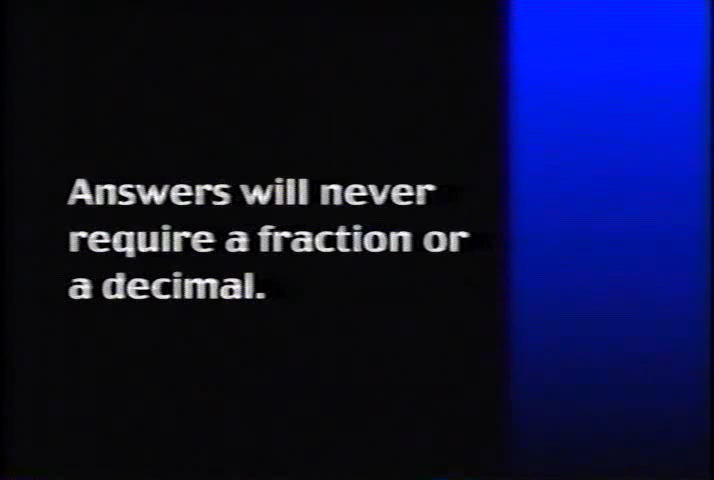 Answers will never
require a fraction or
a decimal.